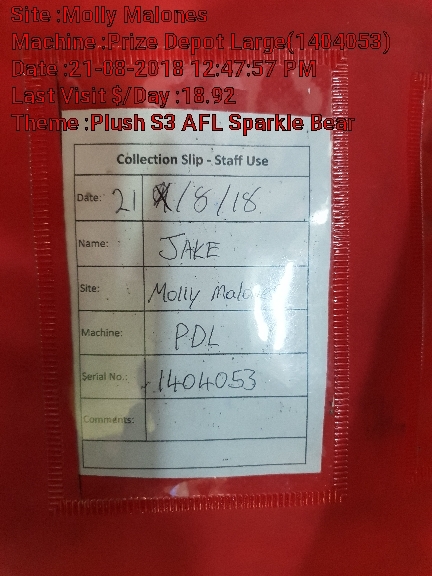 Site :Molly Malones
Machine :Prize Depot Large(1404053)
Date :21-08-2018 12:47:57 PM
Last Visit $/Day :18.92
Theme :Plush S3 AFL Sparkle Bear
Collection Slip - Staff Use
Date: 21 /8/18
Name: JAKE
Site: Molly Malones
Machine: PDL
Serial No.: 1404053
Comments: